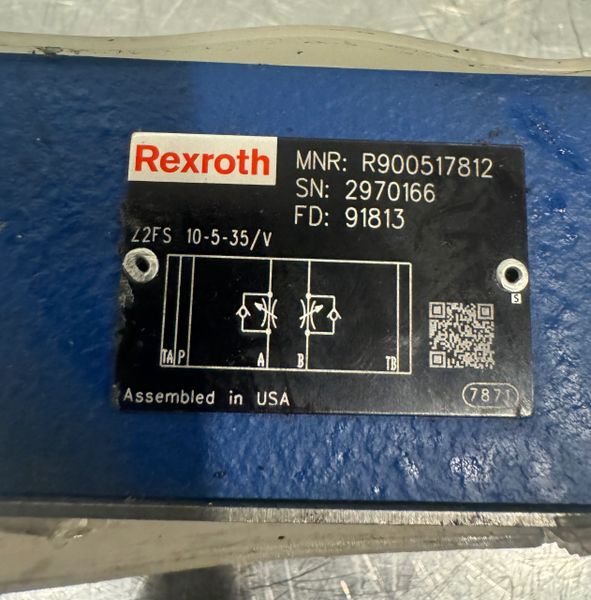 Rexroth
MNR: R900517812
SN: 2970166
FD: 91813
Z2FS 10-5-35/V
TA P A B TB
S
Assembled in USA
7871